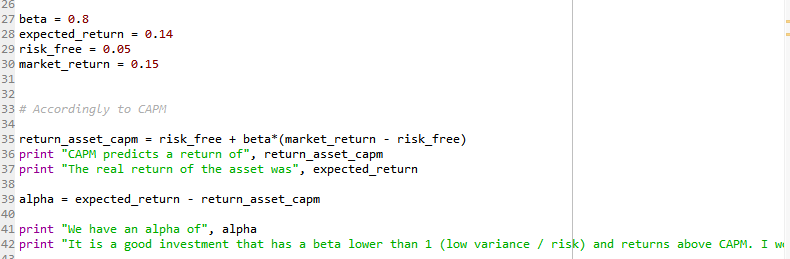 26
27 beta = 0.8
28 expected_return = 0.14
29 risk_free = 0.05
30 market_return = 0.15
31
32
33 # Accordingly to CAPM
34
35 return_asset_capm = risk_free + beta*(market_return - risk_free)
36 print "CAPM predicts a return of", return_asset_capm
37 print "The real return of the asset was", expected_return
38
39 alpha = expected_return - return_asset_capm
40
41 print "We have an alpha of", alpha
42 print "It is a good investment that has a beta lower than 1 (low variance / risk) and returns above CAPM. I
43